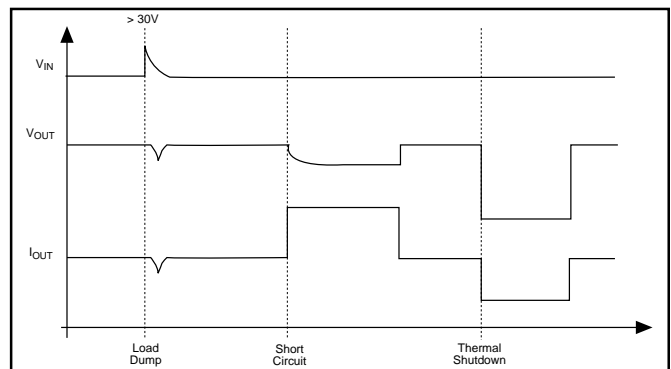 > 30V
VIN
VOUT
IOUT
Load
Dump
Short
Circuit
Thermal
Shutdown